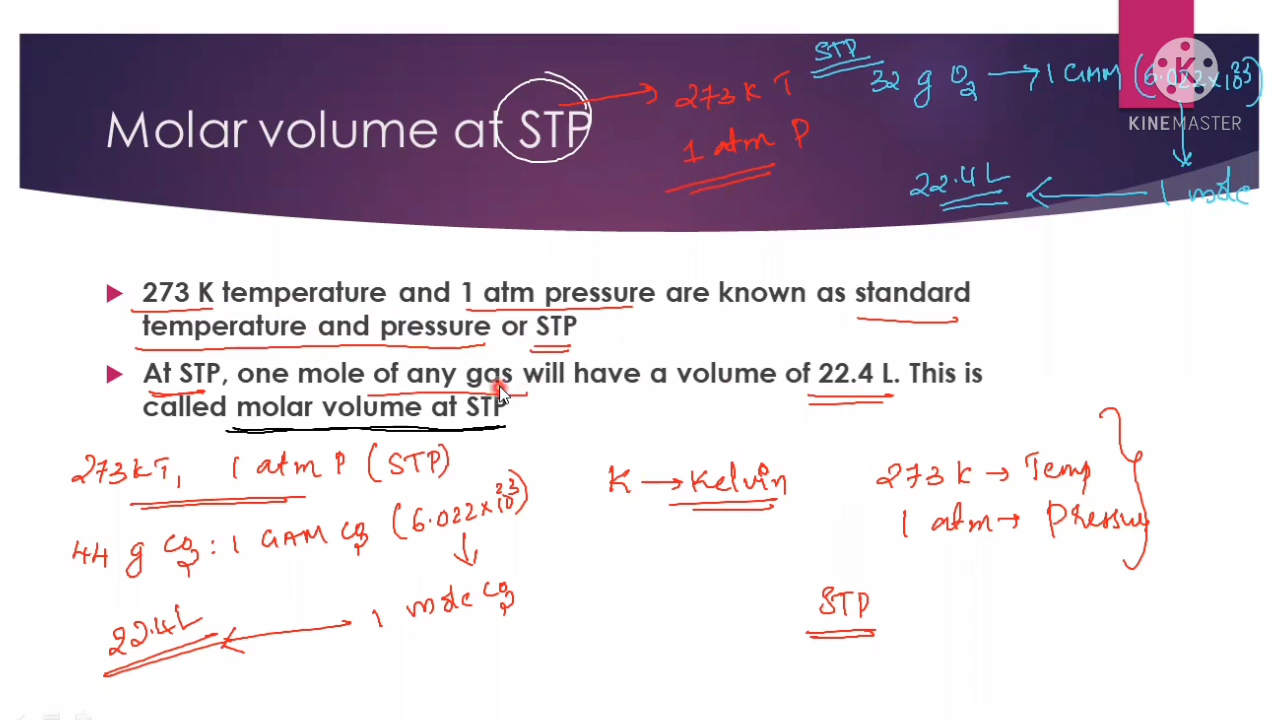 Molar volume at STP
273 K T
1 atm P
STP
32 g O2 → 1 GMM (6.022×10^23)
1 mole
22.4 L
KINEMASTER
273 K temperature and 1 atm pressure are known as standard
temperature and pressure or STP
At STP, one mole of any gas will have a volume of 22.4 L. This is
called molar volume at STP
273 K T, 1 atm P (STP)
44 g CO2 : 1 GAM CO2 (6.022×10^23)
1 mole CO2
22.4L
K → Kelvin
273 K → Temp
1 atm → Pressure
STP